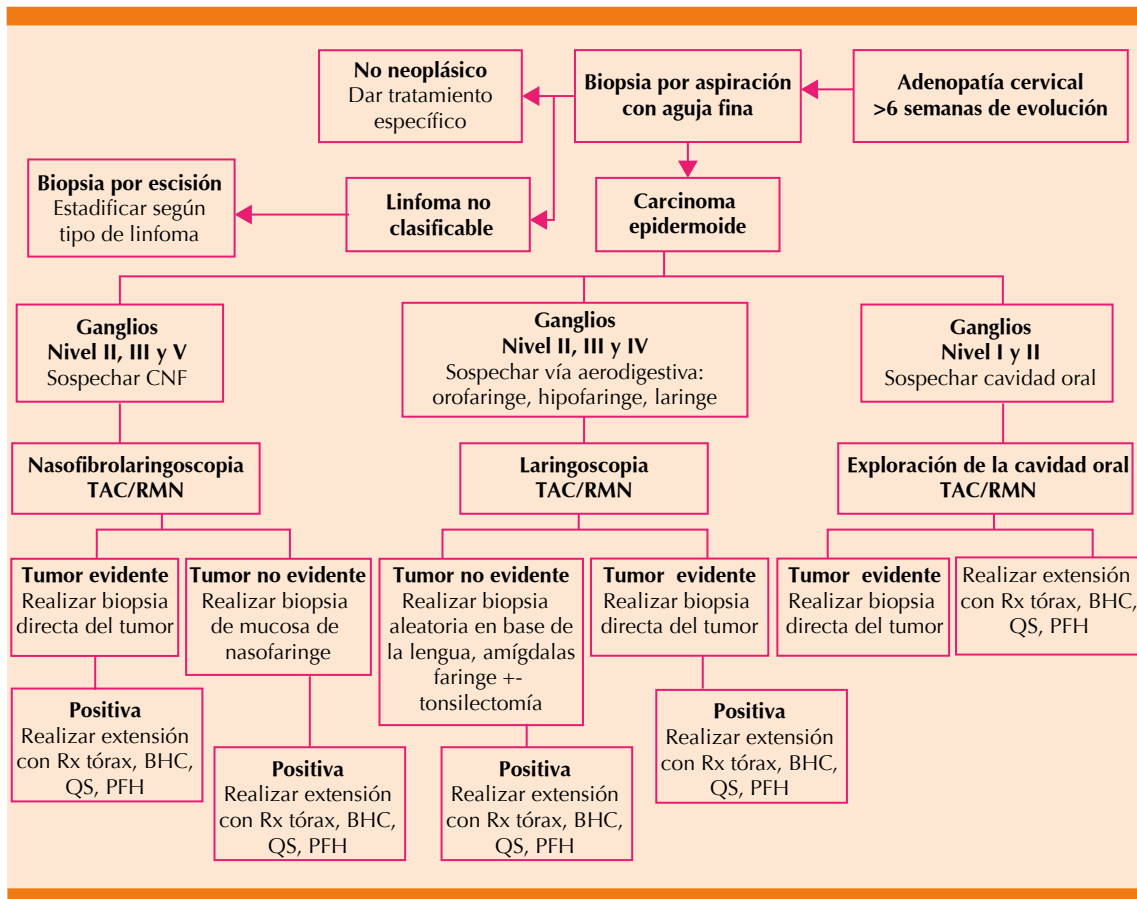 No neoplásico
Dar tratamiento
específico
Biopsia por aspiración
con aguja fina
Adenopatía cervical
>6 semanas de evolución
Biopsia por escisión
Estadificar según
tipo de linfoma
Linfoma no
clasificable
Carcinoma
epidermoide
Ganglios
Nivel II, III y V
Sospechar CNF
Ganglios
Nivel II, III y IV
Sospechar vía aerodigestiva:
orofaringe, hipofaringe, laringe
Ganglios
Nivel I y II
Sospechar cavidad oral
Nasofibrolaringoscopia
TAC/RMN
Laringoscopia
TAC/RMN
Exploración de la cavidad oral
TAC/RMN
Tumor evidente
Realizar biopsia
directa del tumor
Tumor no evidente
Realizar biopsia
de mucosa de
nasofaringe
Tumor no evidente
Realizar biopsia
aleatoria en base de
la lengua, amígdalas
faringe +-
tonsilectomía
Tumor evidente
Realizar biopsia
directa del tumor
Tumor evidente
Realizar biopsia
directa del tumor
Realizar extensión
con Rx tórax, BHC,
QS, PFH
Positiva
Realizar extensión
con Rx tórax, BHC,
QS, PFH
Positiva
Realizar extensión
con Rx tórax, BHC,
QS, PFH
Positiva
Realizar extensión
con Rx tórax, BHC,
QS, PFH
Positiva
Realizar extensión
con Rx tórax, BHC,
QS, PFH